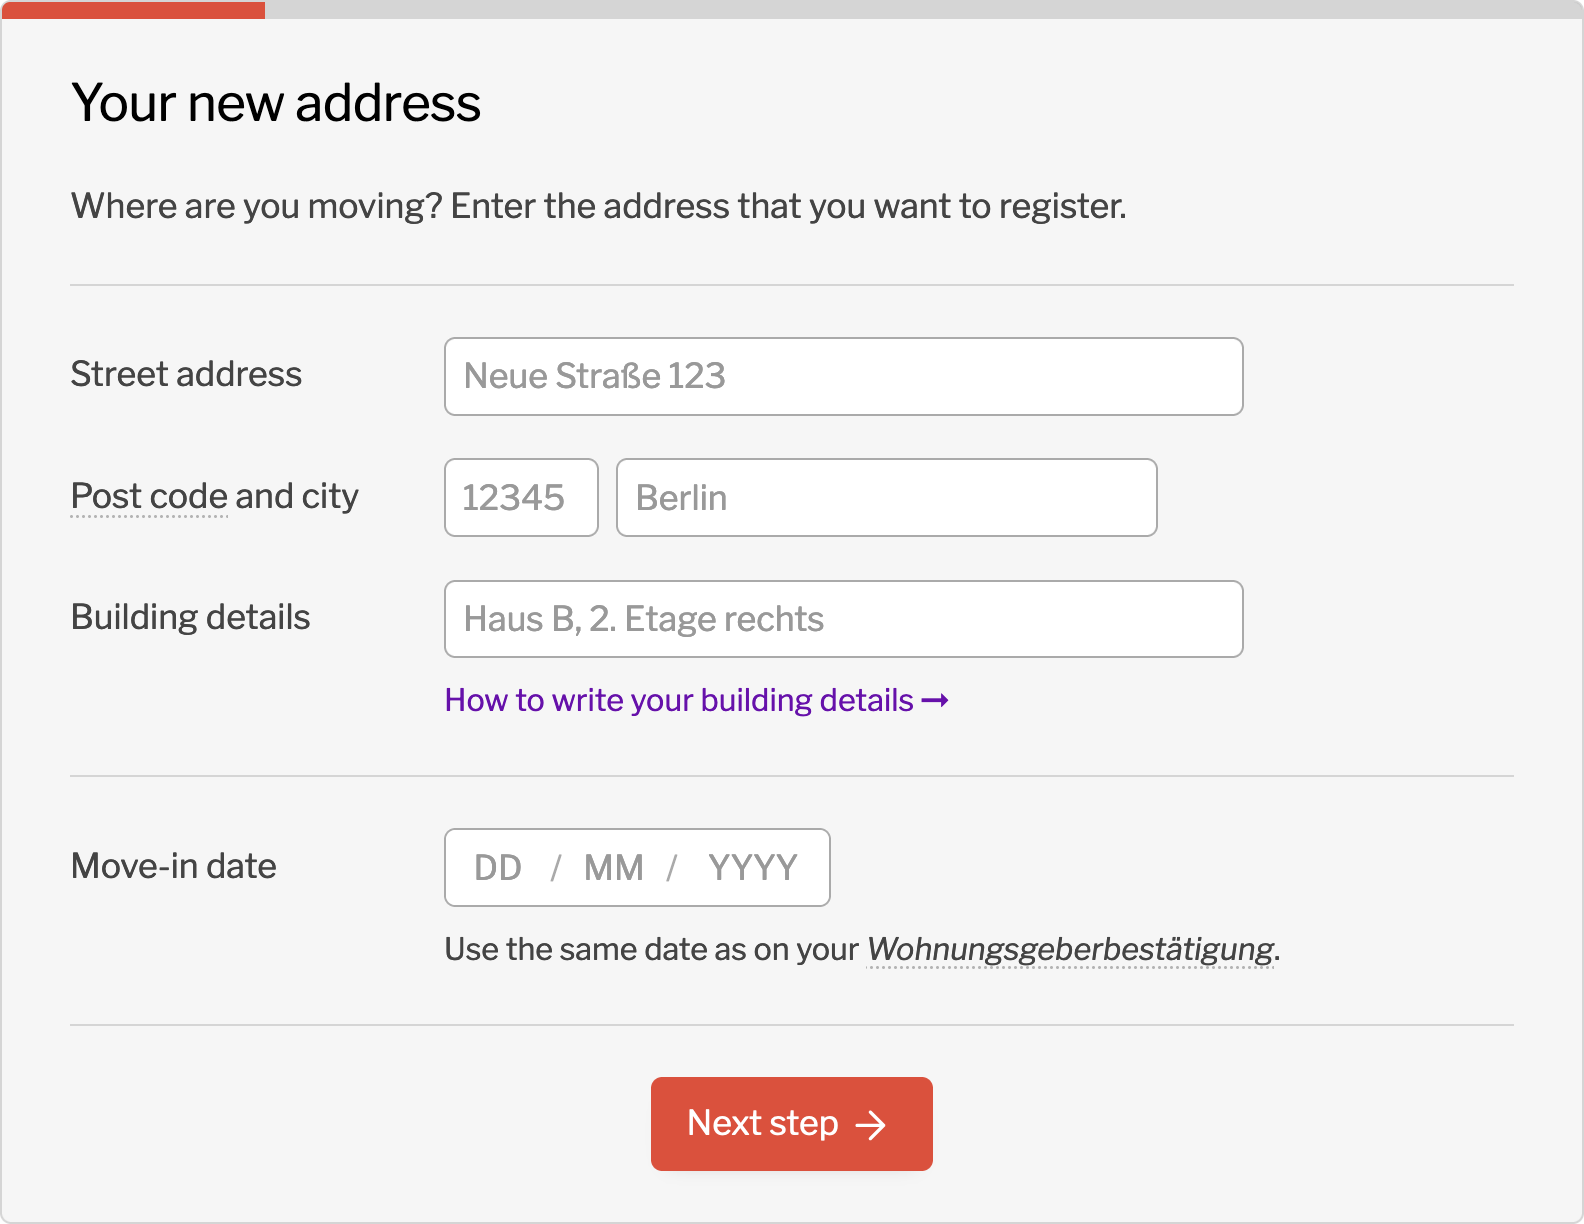 Your new address
Where are you moving? Enter the address that you want to register.
Street address
Neue Straße 123
Post code and city
12345
Berlin
Building details
Haus B, 2. Etage rechts
How to write your building details →
Move-in date
DD / MM / YYYY
Use the same date as on your Wohnungsgeberbestätigung.
Next step →